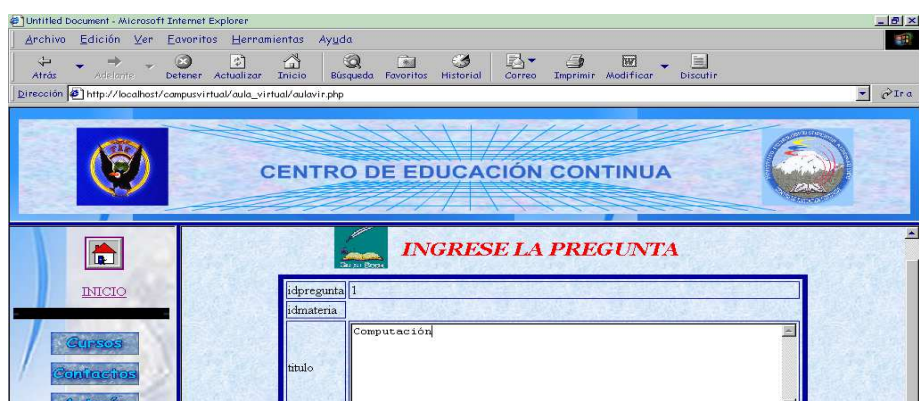 Untitled Document - Microsoft Internet Explorer
Archivo Edición Ver Favoritos Herramientas Ayuda
Atrás Adelante Detener Actualizar Inicio Búsqueda Favoritos Historial Correo Imprimir Modificar Discutir
Dirección http://localhost/campusvirtual/aula_virtual/aulavir.php Ir a
CENTRO DE EDUCACIÓN CONTINUA
INGRESE LA PREGUNTA
INICIO
idpregunta 1
idmateria
Computación
titulo
Cursos
Contactos